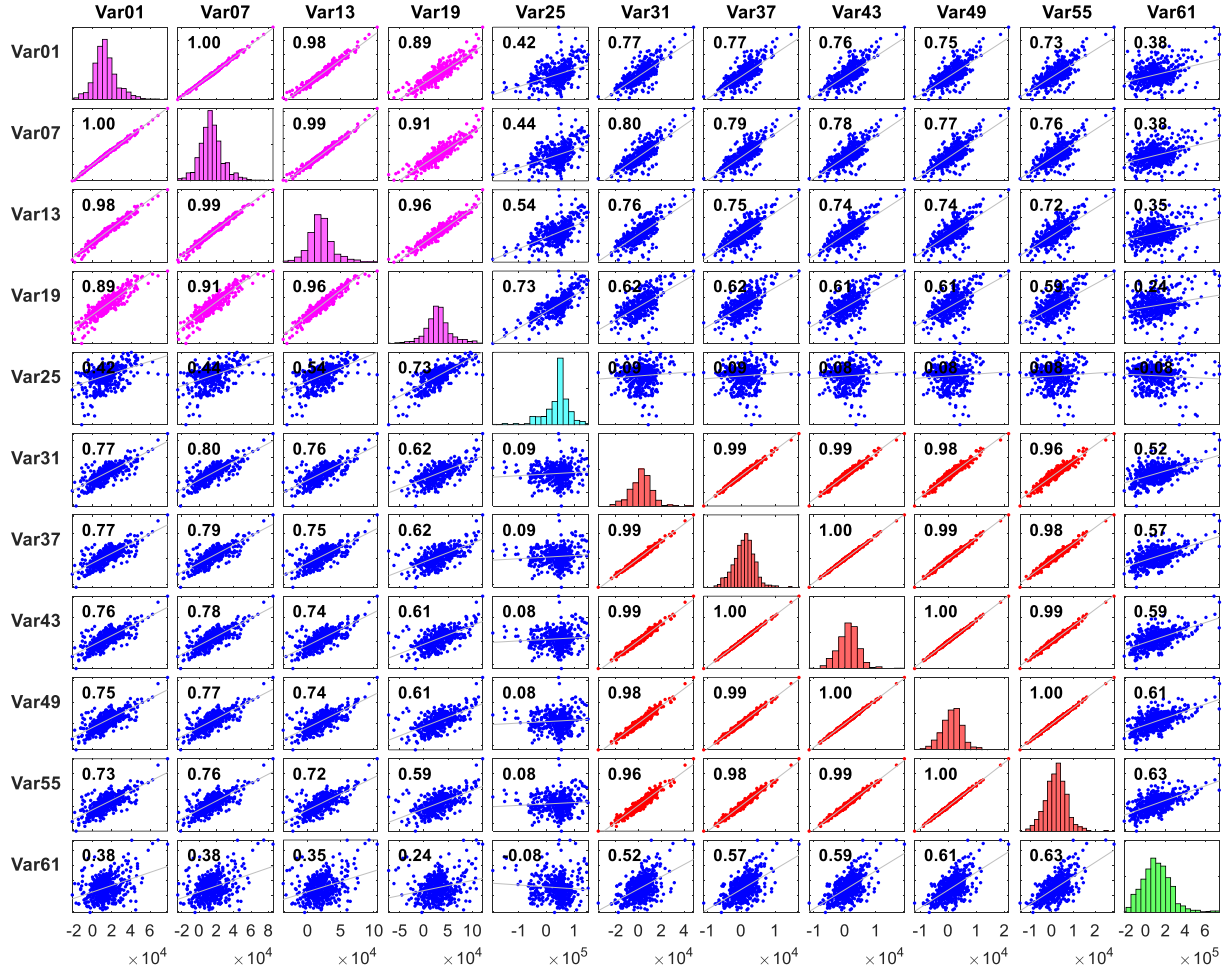 Var01 Var07 Var13 Var19 Var25 Var31 Var37 Var43 Var49 Var55 Var61
Var01 1.00 0.98 0.89 0.42 0.77 0.77 0.76 0.75 0.73 0.38
Var07 1.00 0.99 0.91 0.44 0.80 0.79 0.78 0.77 0.76 0.38
Var13 0.98 0.99 0.96 0.54 0.76 0.75 0.74 0.74 0.72 0.35
Var19 0.89 0.91 0.96 0.73 0.62 0.62 0.61 0.61 0.59 0.24
Var25 0.42 0.44 0.54 0.73 0.09 0.09 0.08 0.08 0.08 -0.08
Var31 0.77 0.80 0.76 0.62 0.09 0.99 0.99 0.98 0.96 0.52
Var37 0.77 0.79 0.75 0.62 0.09 0.99 1.00 0.99 0.98 0.57
Var43 0.76 0.78 0.74 0.61 0.08 0.99 1.00 1.00 0.99 0.59
Var49 0.75 0.77 0.74 0.61 0.08 0.98 0.99 1.00 1.00 0.61
Var55 0.73 0.76 0.72 0.59 0.08 0.96 0.98 0.99 1.00 0.63
Var61 0.38 0.38 0.35 0.24 -0.08 0.52 0.57 0.59 0.61 0.63
-2 0 2 4 6 0 2 4 6 8 0 5 10 -5 0 5 10 -1 0 1 -2 0 2 4 -1 0 1 -1 0 1 -1 0 1 2 -1 0 1 2 -2 0 2 4 6
×10⁴ ×10⁴ ×10⁴ ×10⁴ ×10⁵ ×10⁴ ×10⁴ ×10⁴ ×10⁴ ×10⁴ ×10⁵